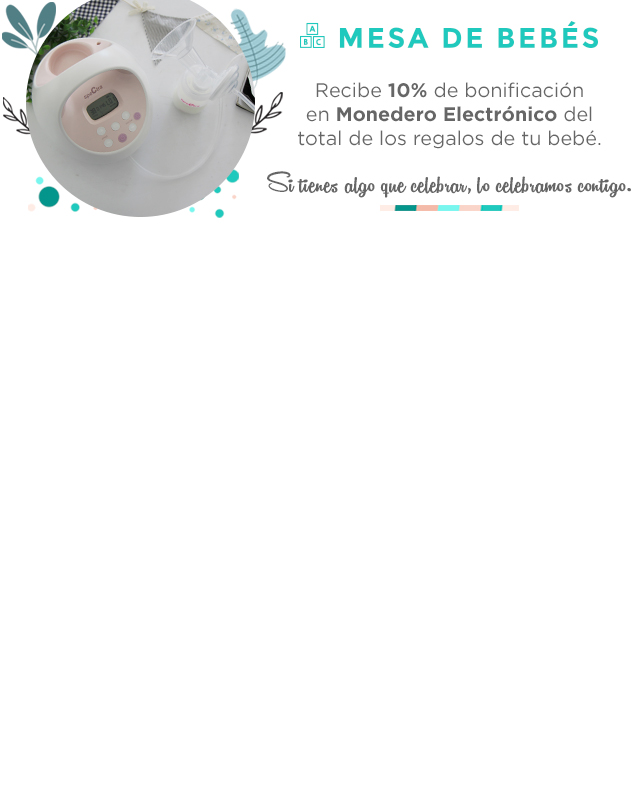 A
B C
MESA DE BEBÉS
Recibe 10% de bonificación
en Monedero Electrónico del
total de los regalos de tu bebé.
Si tienes algo que celebrar, lo celebramos contigo.